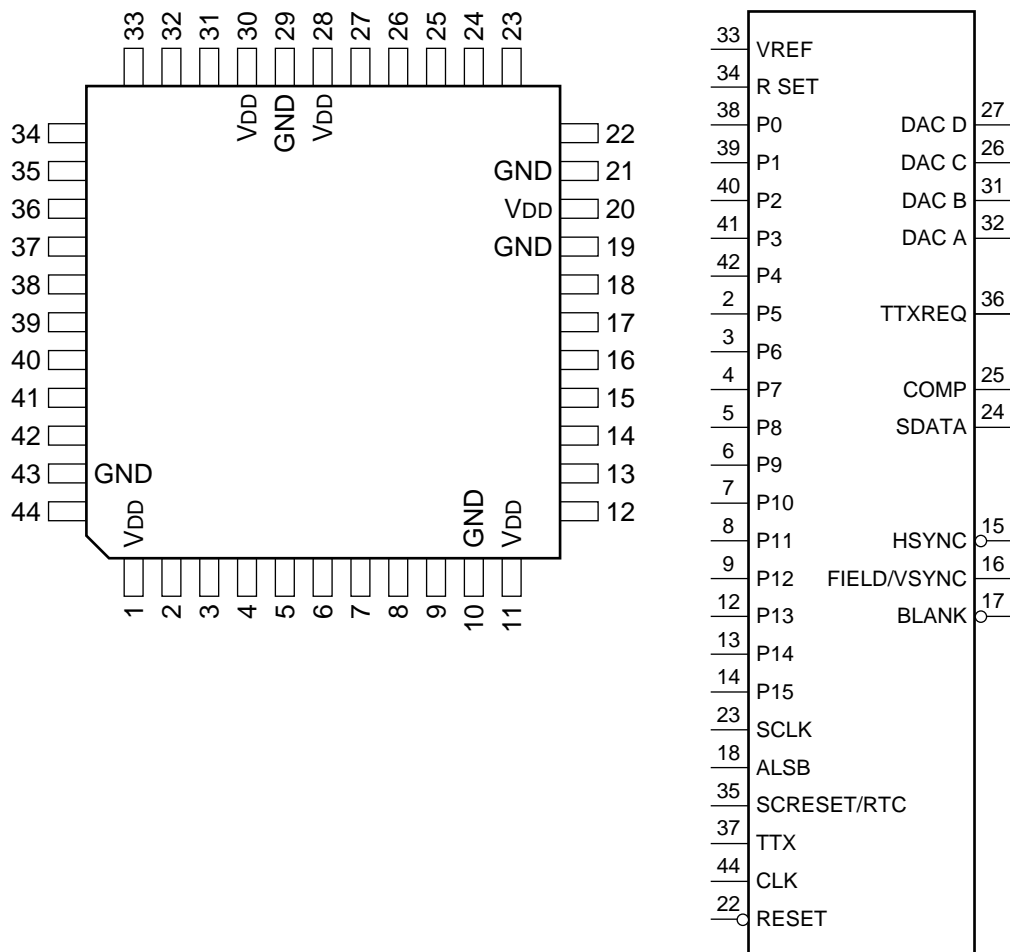 33 32 31 30 29 28 27 26 25 24 23
VDD GND VDD
34 22
35 GND 21
36 VDD 20
37 GND 19
38 18
39 17
40 16
41 15
42 14
43 GND 13
44 12
VDD GND VDD
1 2 3 4 5 6 7 8 9 10 11
33 VREF
34 R SET
38 P0 DAC D 27
39 P1 DAC C 26
40 P2 DAC B 31
41 P3 DAC A 32
42 P4
2 P5 TTXREQ 36
3 P6
4 P7 COMP 25
5 P8 SDATA 24
6 P9
7 P10
8 P11 HSYNC 15
9 P12 FIELD/VSYNC 16
12 P13 BLANK 17
13 P14
14 P15
23 SCLK
18 ALSB
35 SCRESET/RTC
37 TTX
44 CLK
22 RESET